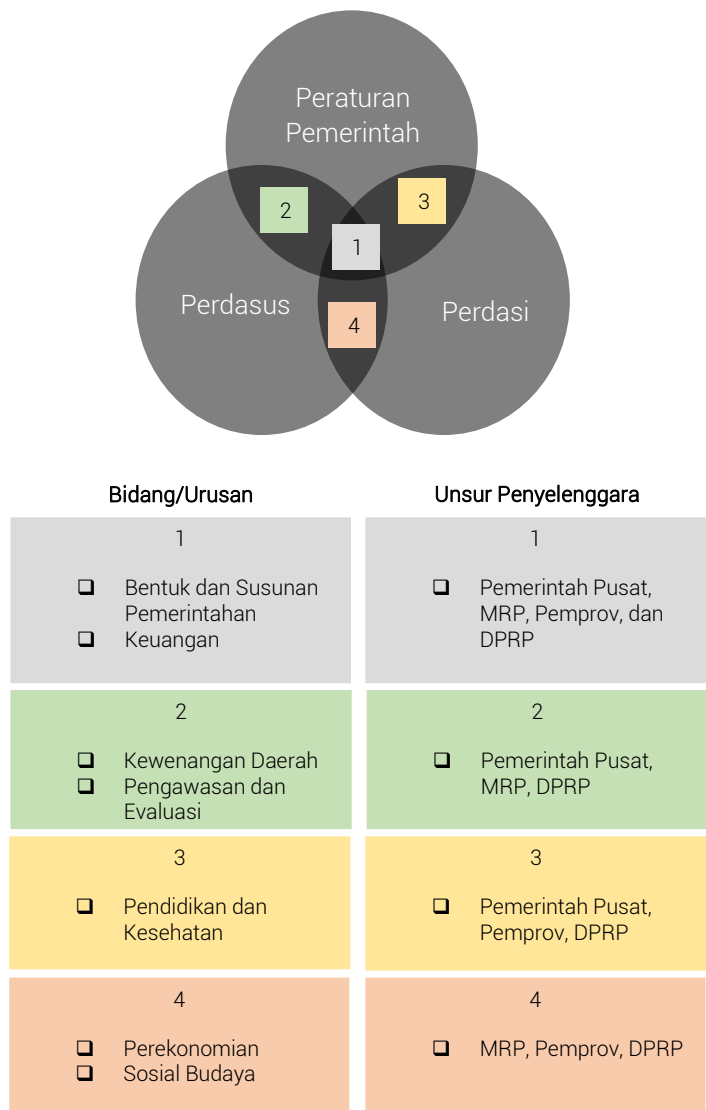 Peraturan
Pemerintah
2
3
1
Perdasus
Perdasi
4
Bidang/Urusan
Unsur Penyelenggara
1
❑ Bentuk dan Susunan
Pemerintahan
❑ Keuangan
1
❑ Pemerintah Pusat,
MRP, Pemprov, dan
DPRP
2
❑ Kewenangan Daerah
❑ Pengawasan dan
Evaluasi
2
❑ Pemerintah Pusat,
MRP, DPRP
3
❑ Pendidikan dan
Kesehatan
3
❑ Pemerintah Pusat,
Pemprov, DPRP
4
❑ Perekonomian
❑ Sosial Budaya
4
❑ MRP, Pemprov, DPRP